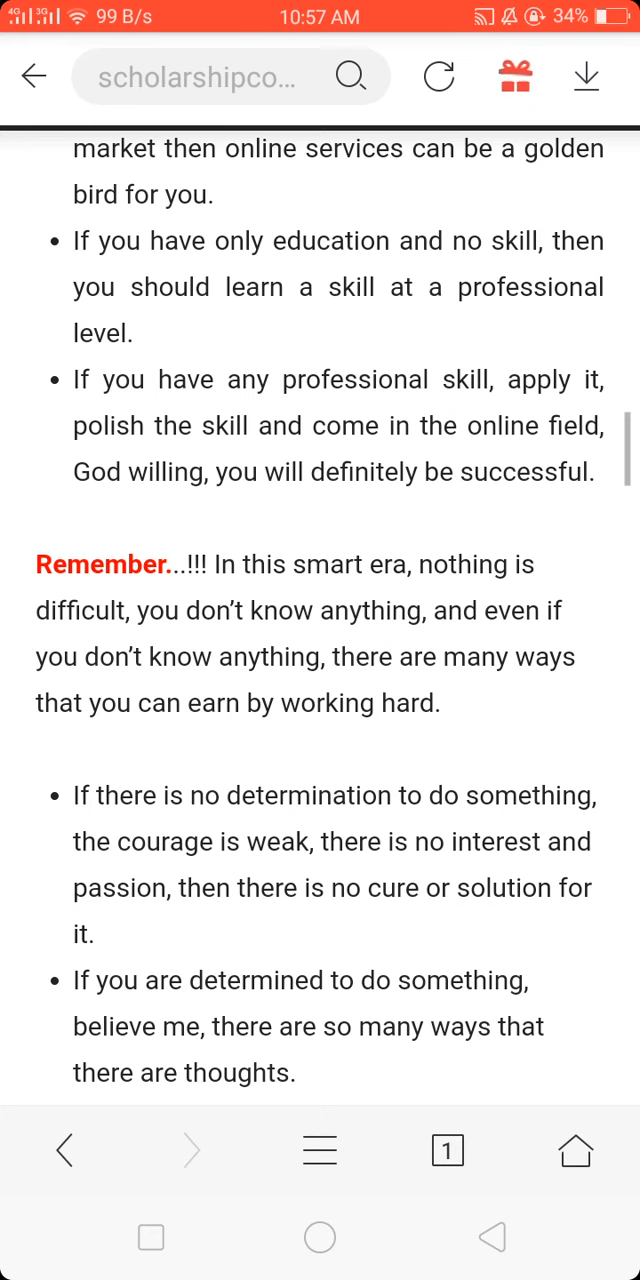 4G 3G 99 B/s 10:57 AM 34%
scholarshipco...
market then online services can be a golden
bird for you.
• If you have only education and no skill, then
you should learn a skill at a professional
level.
• If you have any professional skill, apply it,
polish the skill and come in the online field,
God willing, you will definitely be successful.
Remember...!!! In this smart era, nothing is
difficult, you don’t know anything, and even if
you don’t know anything, there are many ways
that you can earn by working hard.
• If there is no determination to do something,
the courage is weak, there is no interest and
passion, then there is no cure or solution for
it.
• If you are determined to do something,
believe me, there are so many ways that
there are thoughts.
1